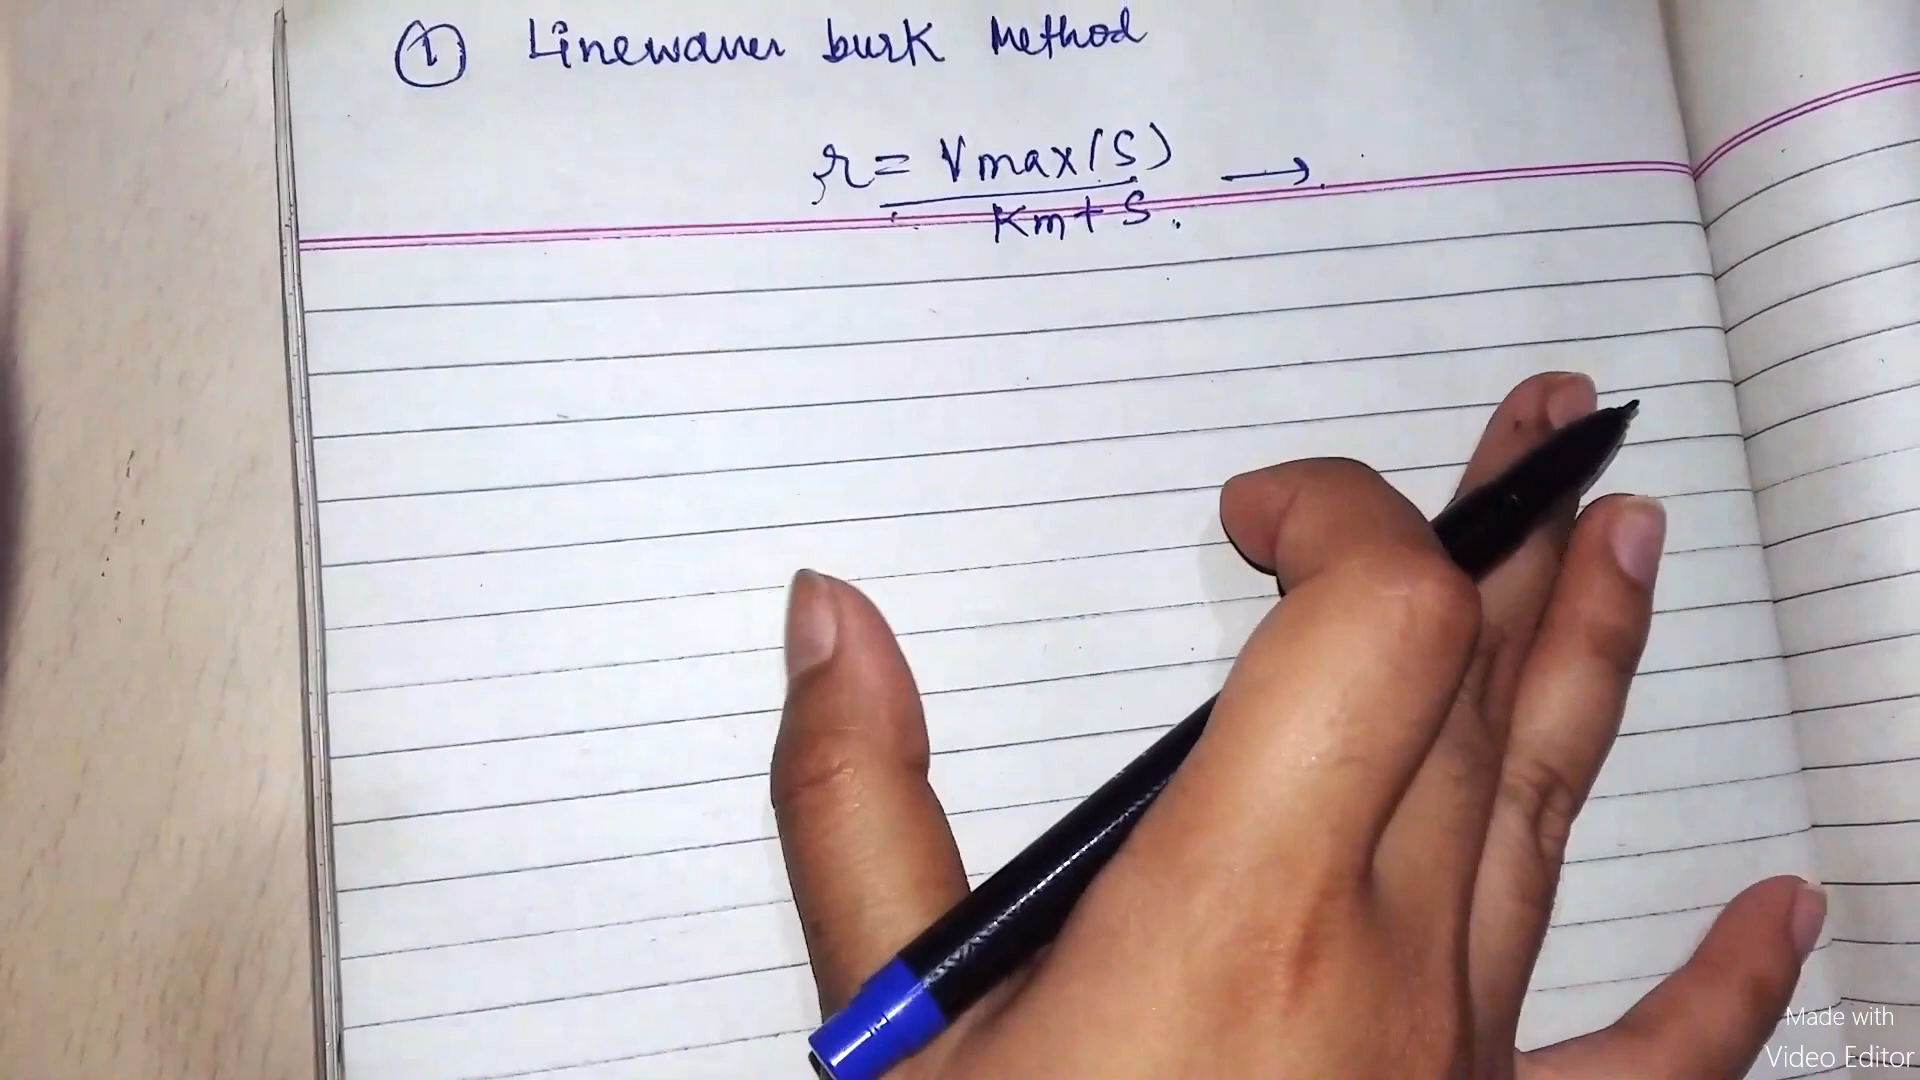 ① Linewaver burk Method
r = Vmax(S) →
Km + S.
Made with
Video Editor